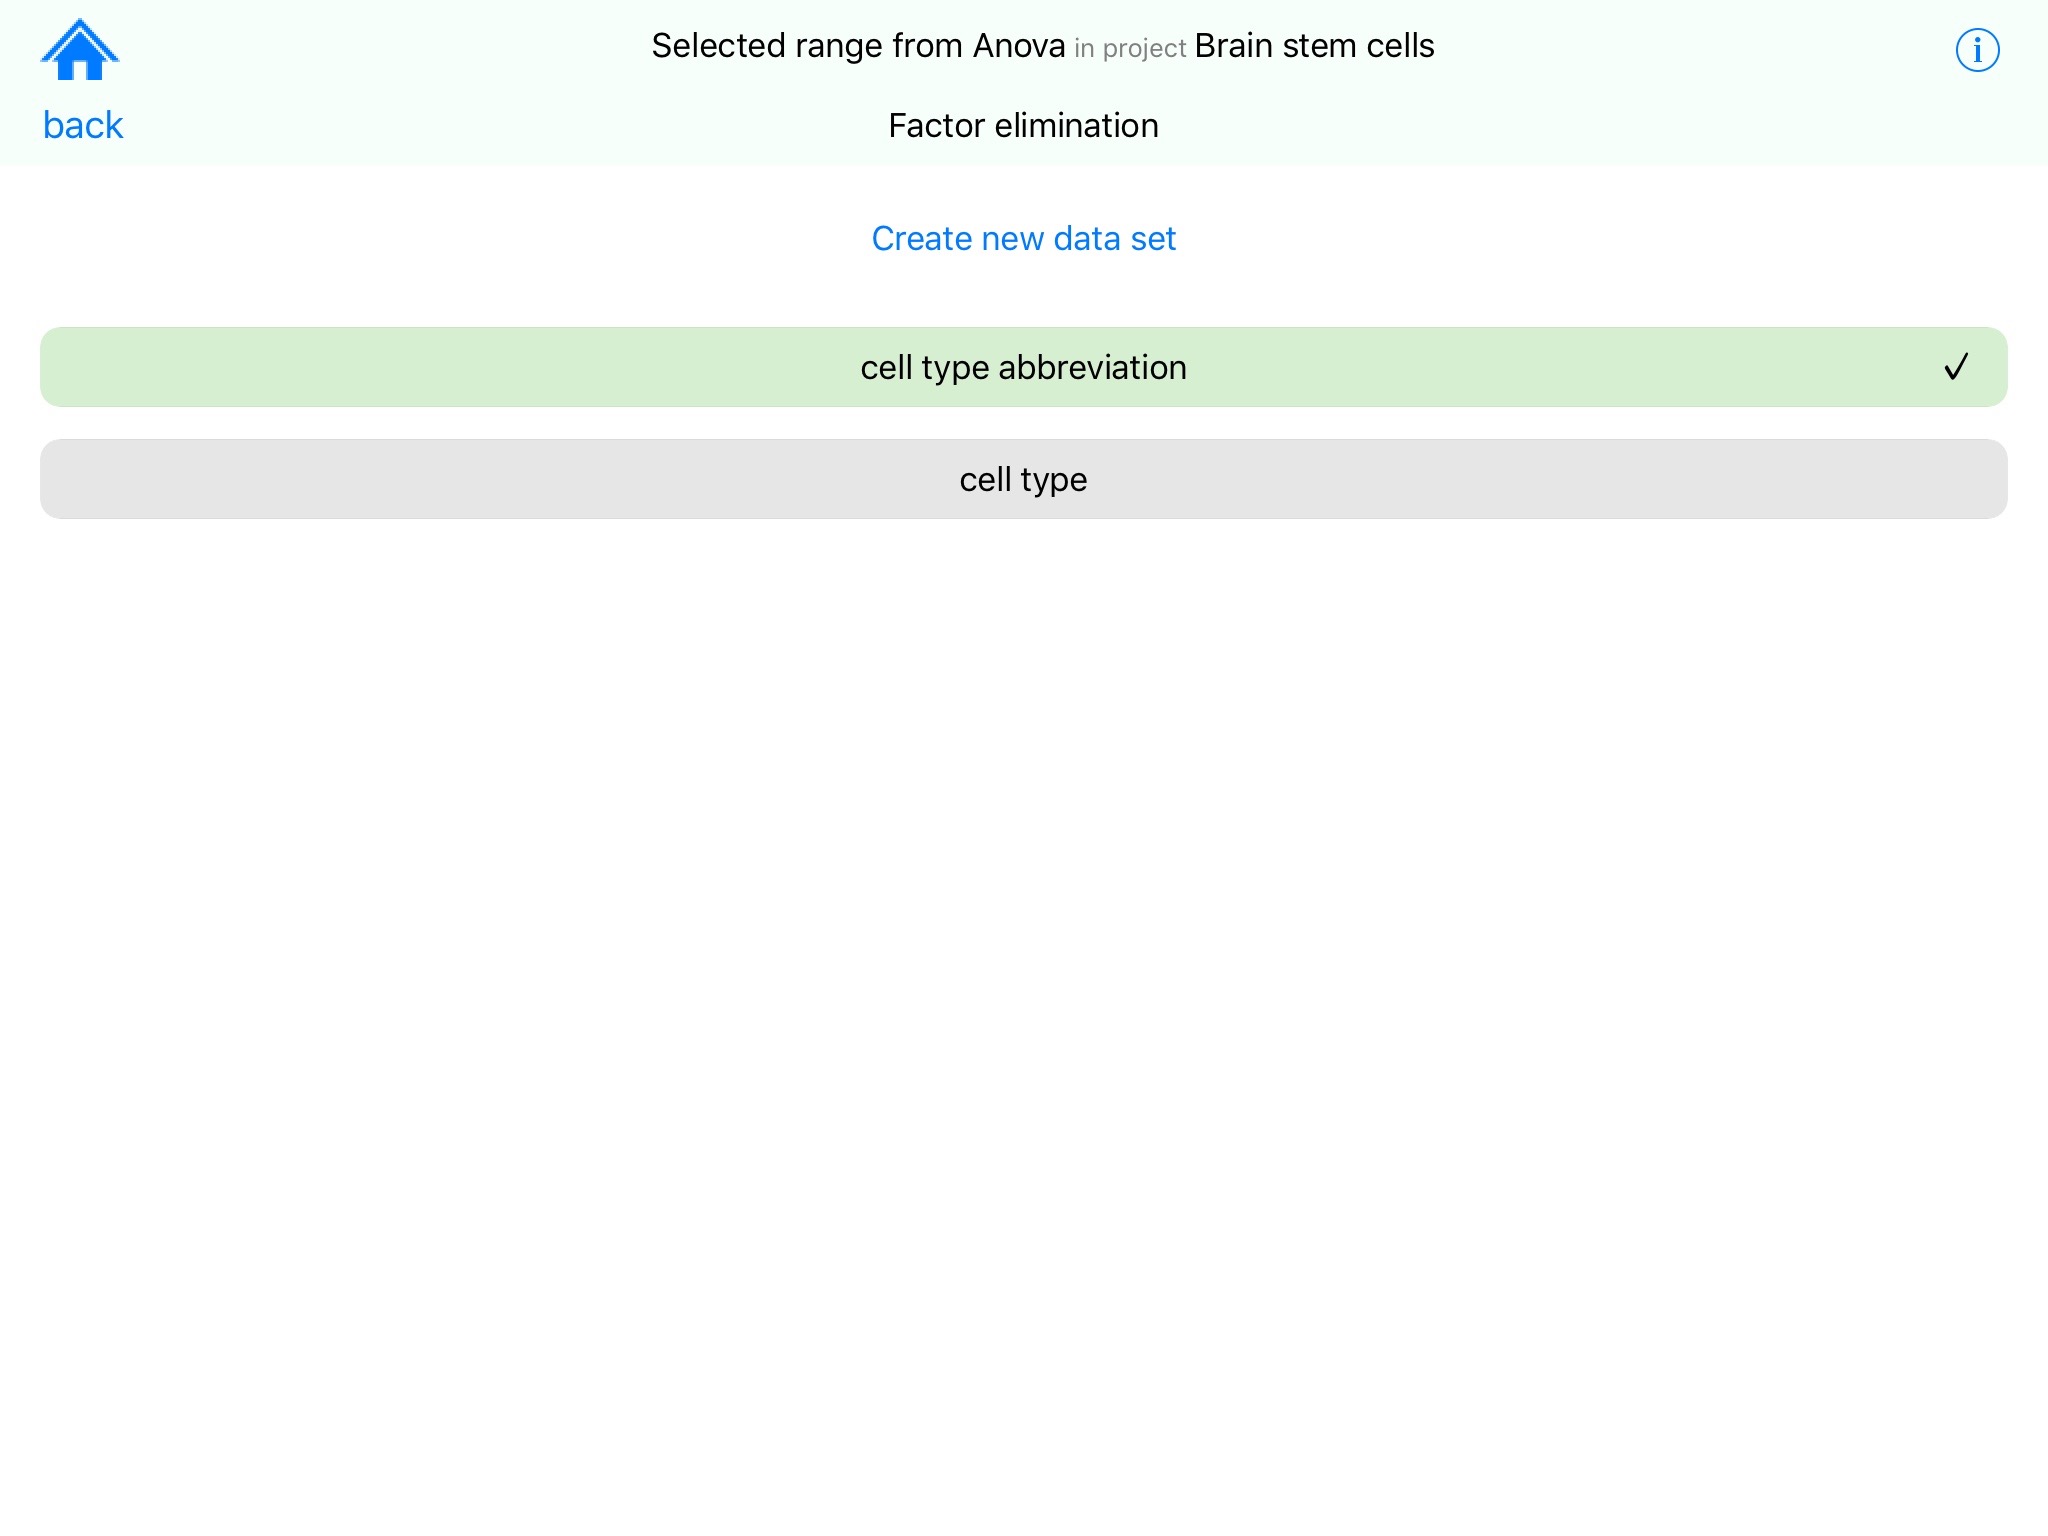 Selected range from Anova in project Brain stem cells
i
back
Factor elimination
Create new data set
cell type abbreviation ✓
cell type